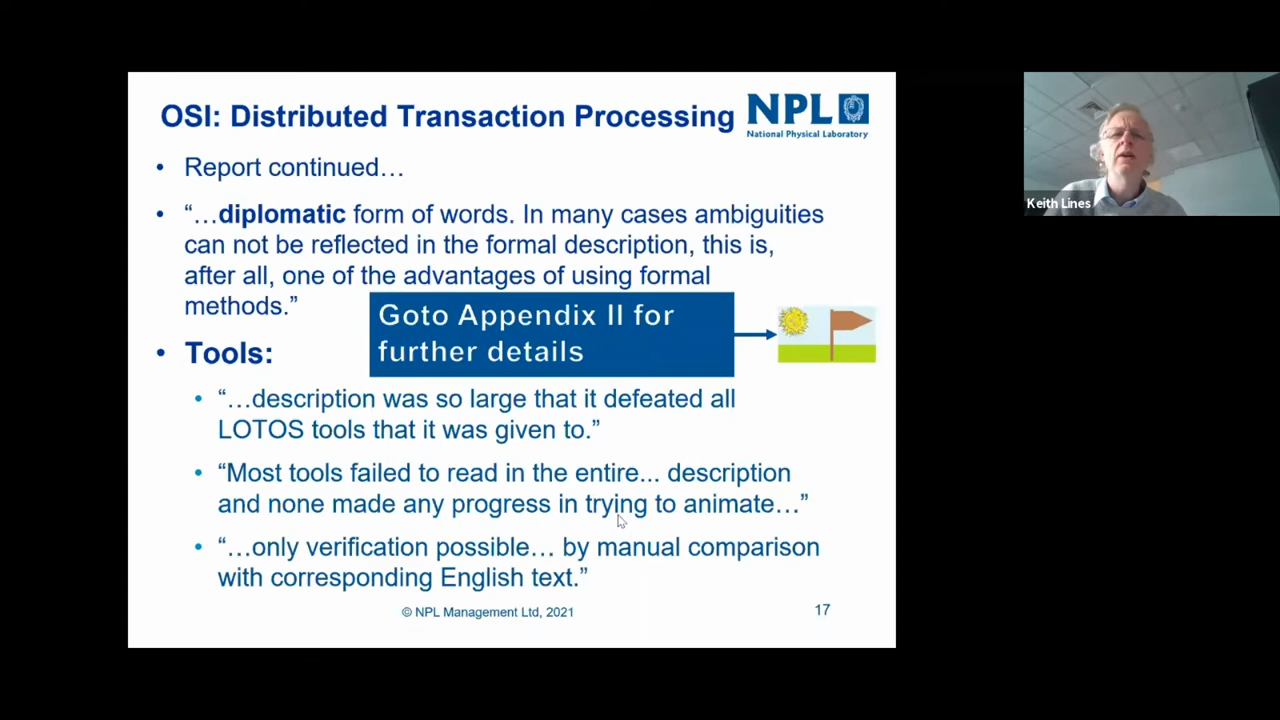 OSI: Distributed Transaction Processing
NPL
National Physical Laboratory
• Report continued…
• “…diplomatic form of words. In many cases ambiguities
can not be reflected in the formal description, this is,
after all, one of the advantages of using formal
methods.”
Goto Appendix II for
further details
• Tools:
• “…description was so large that it defeated all
LOTOS tools that it was given to.”
• “Most tools failed to read in the entire... description
and none made any progress in trying to animate…”
• “…only verification possible… by manual comparison
with corresponding English text.”
© NPL Management Ltd, 2021
17
Keith Lines